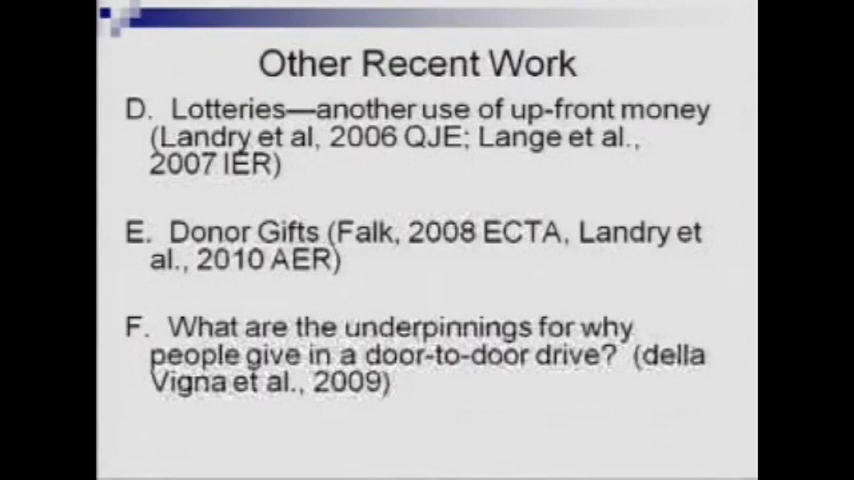 Other Recent Work
D. Lotteries—another use of up-front money
(Landry et al, 2006 QJE; Lange et al.,
2007 IER)
E. Donor Gifts (Falk, 2008 ECTA, Landry et
al., 2010 AER)
F. What are the underpinnings for why
people give in a door-to-door drive? (della
Vigna et al., 2009)